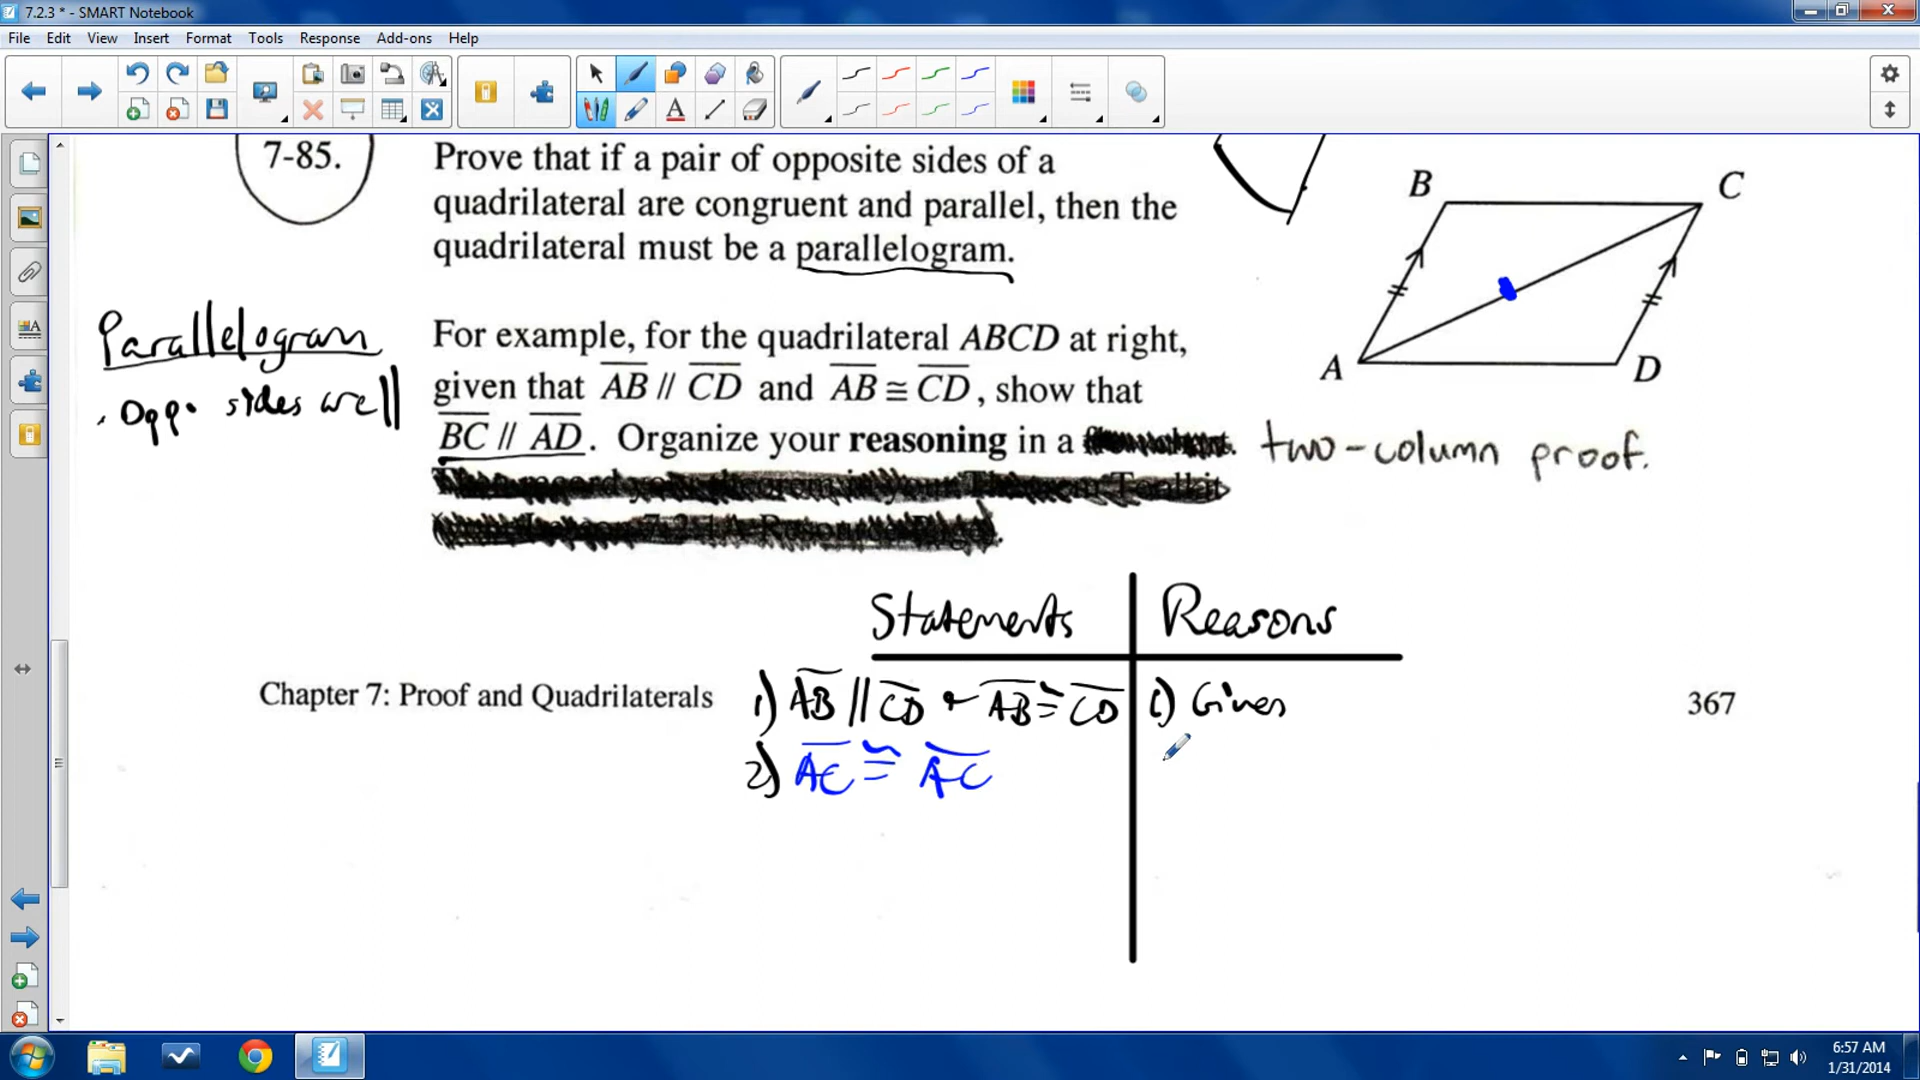 7.2.3 * - SMART Notebook
File Edit View Insert Format Tools Response Add-ons Help
7-85.
Prove that if a pair of opposite sides of a
quadrilateral are congruent and parallel, then the
quadrilateral must be a parallelogram.
B
C
A
D
Parallelogram
. Opp. sides are ||
For example, for the quadrilateral ABCD at right,
given that AB // CD and AB ≅ CD, show that
BC // AD. Organize your reasoning in a
two-column proof.
Statements Reasons
1) AB || CD & AB ≅ CD 1) Given
2) AC ≅ AC
Chapter 7: Proof and Quadrilaterals
367
6:57 AM
1/31/2014